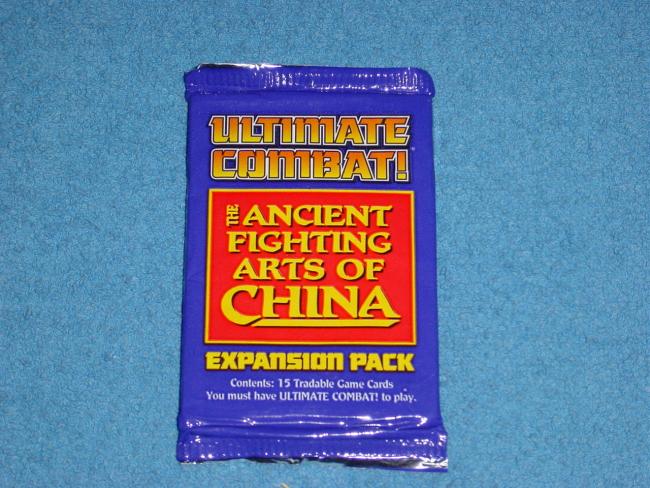 ULTIMATE
COMBAT!
THE ANCIENT
FIGHTING
ARTS OF
CHINA
EXPANSION PACK
Contents: 15 Tradable Game Cards
You must have ULTIMATE COMBAT! to play.